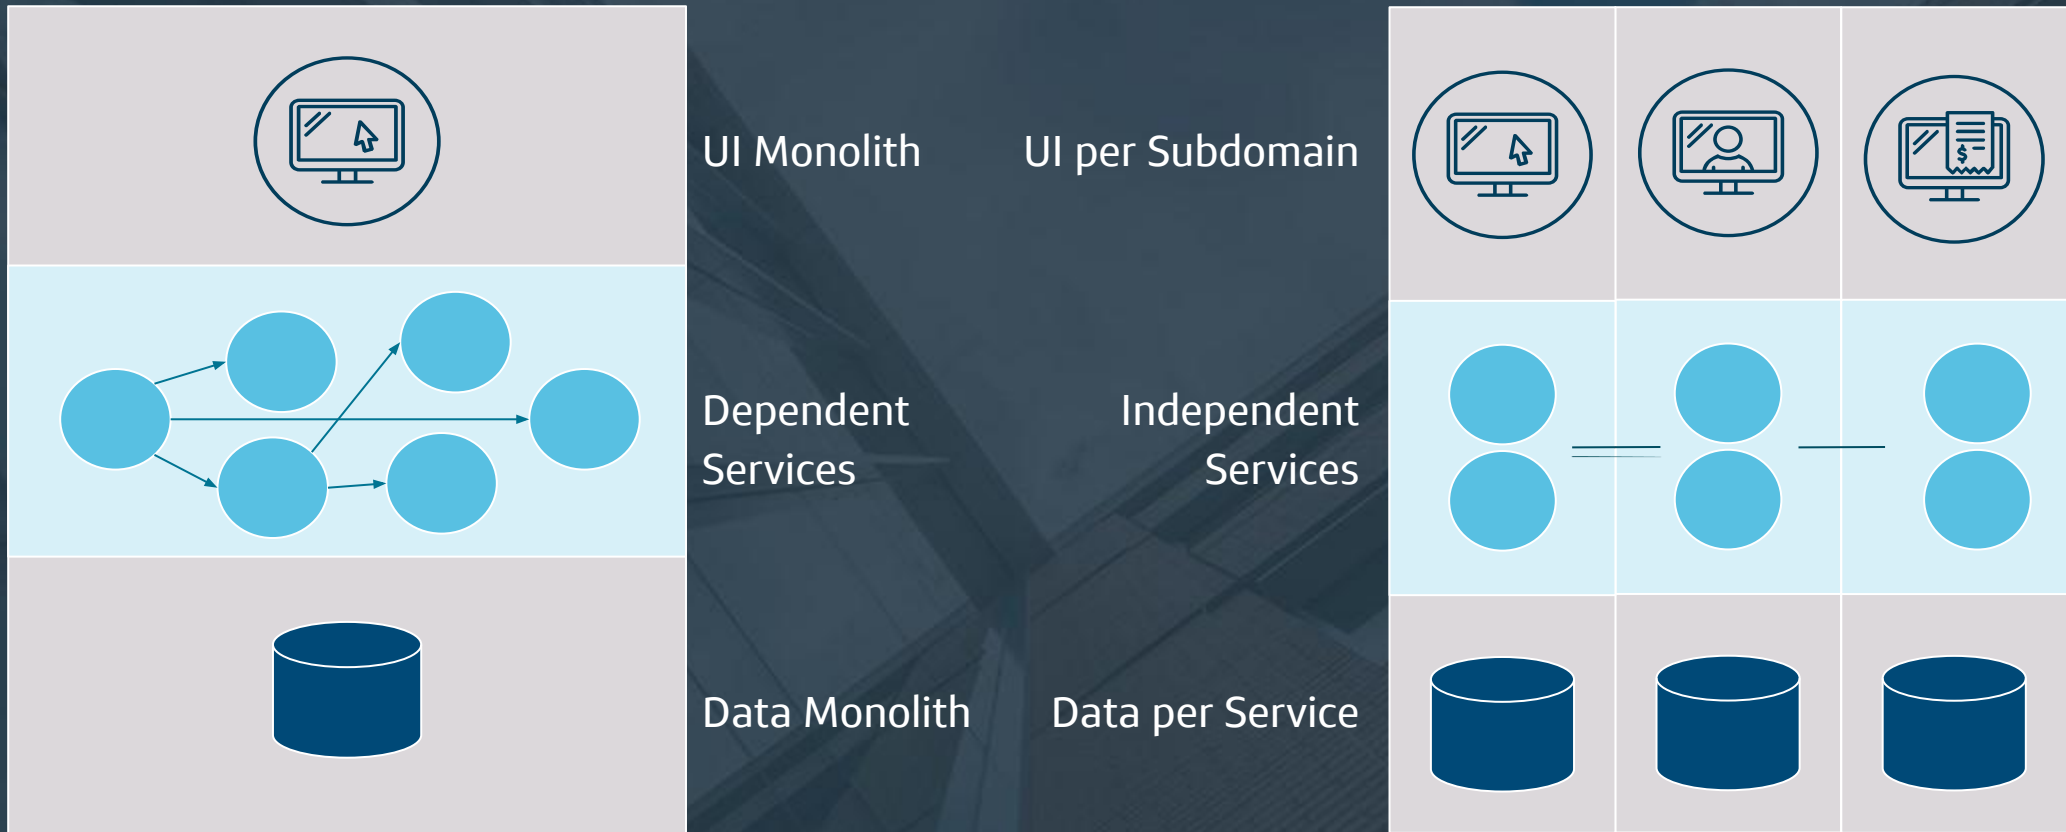 UI Monolith
UI per Subdomain
$
Dependent
Services
Independent
Services
Data Monolith
Data per Service